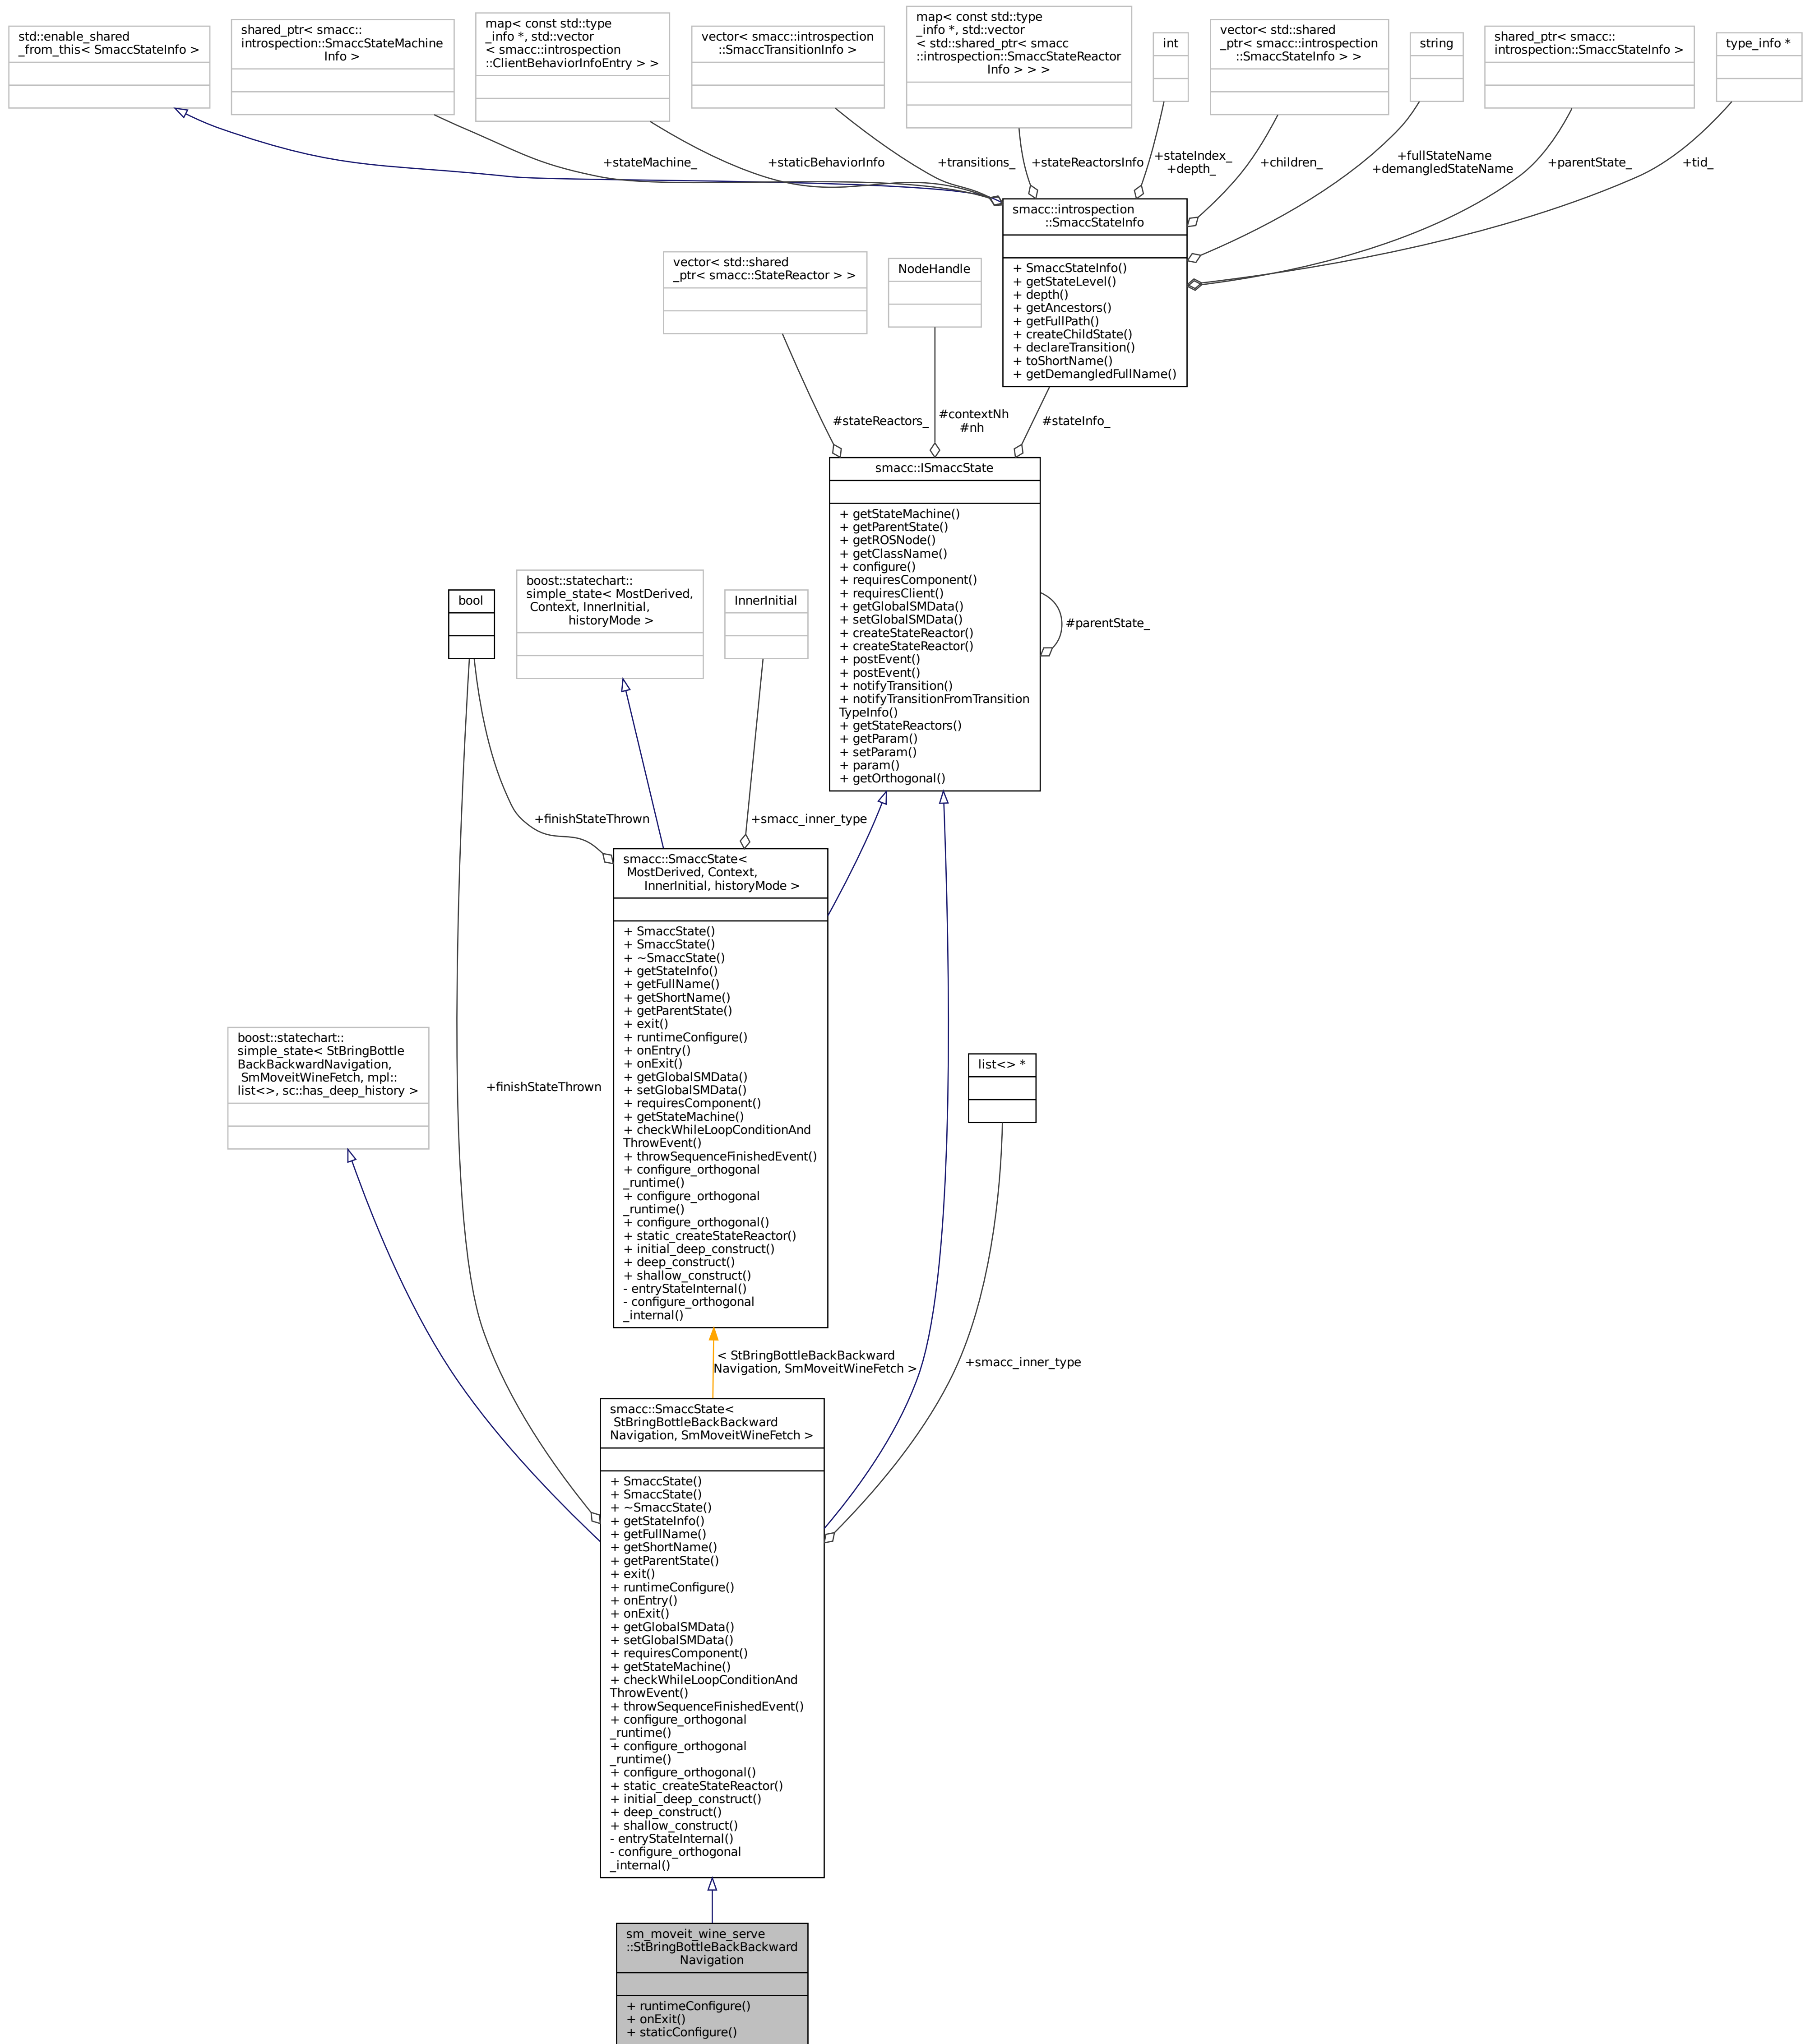 std::enable_shared
_from_this< SmaccStateInfo >
shared_ptr< smacc::
introspection::SmaccStateMachine
Info >
map< const std::type
_info *, std::vector
< smacc::introspection
::ClientBehaviorInfoEntry > >
vector< smacc::introspection
::SmaccTransitionInfo >
map< const std::type
_info *, std::vector
< std::shared_ptr< smacc
::introspection::SmaccStateReactor
Info > > >
int
vector< std::shared
_ptr< smacc::introspection
::SmaccStateInfo > >
string
shared_ptr< smacc::
introspection::SmaccStateInfo >
type_info *
+stateMachine_
+staticBehaviorInfo
+transitions_
+stateReactorsInfo
+stateIndex_
+depth_
+children_
+fullStateName
+demangledStateName
+parentState_
+tid_
smacc::introspection
::SmaccStateInfo
+ SmaccStateInfo()
+ getStateLevel()
+ depth()
+ getAncestors()
+ getFullPath()
+ createChildState()
+ declareTransition()
+ toShortName()
+ getDemangledFullName()
vector< std::shared
_ptr< smacc::StateReactor > >
NodeHandle
#stateReactors_
#contextNh
#nh
#stateInfo_
smacc::ISmaccState
+ getStateMachine()
+ getParentState()
+ getROSNode()
+ getClassName()
+ configure()
+ requiresComponent()
+ requiresClient()
+ getGlobalSMData()
+ setGlobalSMData()
+ createStateReactor()
+ createStateReactor()
+ postEvent()
+ postEvent()
+ notifyTransition()
+ notifyTransitionFromTransition
TypeInfo()
+ getStateReactors()
+ getParam()
+ setParam()
+ param()
+ getOrthogonal()
#parentState_
bool
boost::statechart::
simple_state< MostDerived,
Context, InnerInitial,
historyMode >
InnerInitial
+finishStateThrown
+smacc_inner_type
smacc::SmaccState<
MostDerived, Context,
InnerInitial, historyMode >
+ SmaccState()
+ SmaccState()
+ ~SmaccState()
+ getStateInfo()
+ getFullName()
+ getShortName()
+ getParentState()
+ exit()
+ runtimeConfigure()
+ onEntry()
+ onExit()
+ getGlobalSMData()
+ setGlobalSMData()
+ requiresComponent()
+ getStateMachine()
+ checkWhileLoopConditionAnd
ThrowEvent()
+ throwSequenceFinishedEvent()
+ configure_orthogonal
_runtime()
+ configure_orthogonal
_runtime()
+ configure_orthogonal()
+ static_createStateReactor()
+ initial_deep_construct()
+ deep_construct()
+ shallow_construct()
- entryStateInternal()
- configure_orthogonal
_internal()
boost::statechart::
simple_state< StBringBottle
BackBackwardNavigation,
SmMoveitWineFetch, mpl::
list<>, sc::has_deep_history >
+finishStateThrown
list<> *
< StBringBottleBackBackward
Navigation, SmMoveitWineFetch >
+smacc_inner_type
smacc::SmaccState<
StBringBottleBackBackward
Navigation, SmMoveitWineFetch >
+ SmaccState()
+ SmaccState()
+ ~SmaccState()
+ getStateInfo()
+ getFullName()
+ getShortName()
+ getParentState()
+ exit()
+ runtimeConfigure()
+ onEntry()
+ onExit()
+ getGlobalSMData()
+ setGlobalSMData()
+ requiresComponent()
+ getStateMachine()
+ checkWhileLoopConditionAnd
ThrowEvent()
+ throwSequenceFinishedEvent()
+ configure_orthogonal
_runtime()
+ configure_orthogonal
_runtime()
+ configure_orthogonal()
+ static_createStateReactor()
+ initial_deep_construct()
+ deep_construct()
+ shallow_construct()
- entryStateInternal()
- configure_orthogonal
_internal()
sm_moveit_wine_serve
::StBringBottleBackBackward
Navigation
+ runtimeConfigure()
+ onExit()
+ staticConfigure()